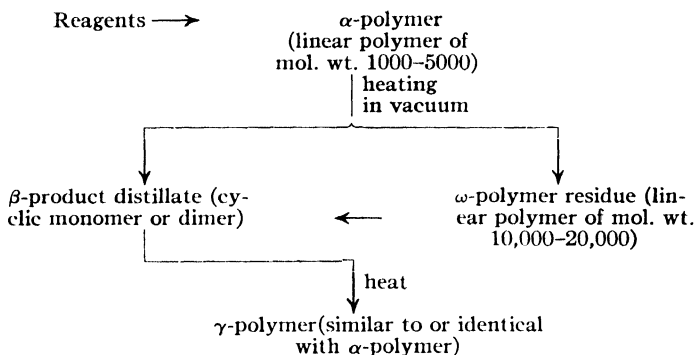 Reagents
α-polymer
(linear polymer of
mol. wt. 1000–5000)
heating
in vacuum
β-product distillate (cy-
clic monomer or dimer)
ω-polymer residue (lin-
ear polymer of mol. wt.
10,000–20,000)
heat
γ-polymer(similar to or identical
with α-polymer)